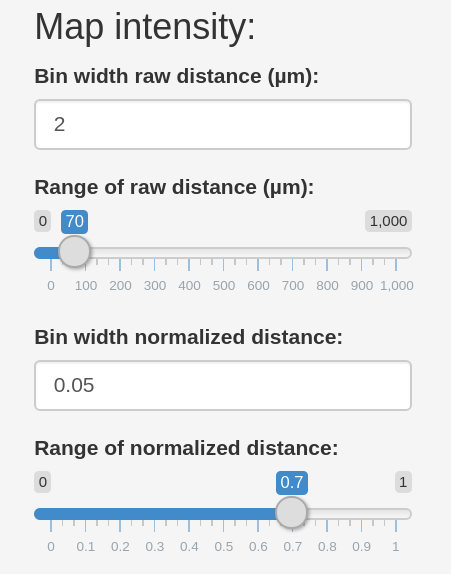 Map intensity:
Bin width raw distance (µm):
2
Range of raw distance (µm):
0 70 1,000
0 100 200 300 400 500 600 700 800 900 1,000
Bin width normalized distance:
0.05
Range of normalized distance:
0 0.7 1
0 0.1 0.2 0.3 0.4 0.5 0.6 0.7 0.8 0.9 1